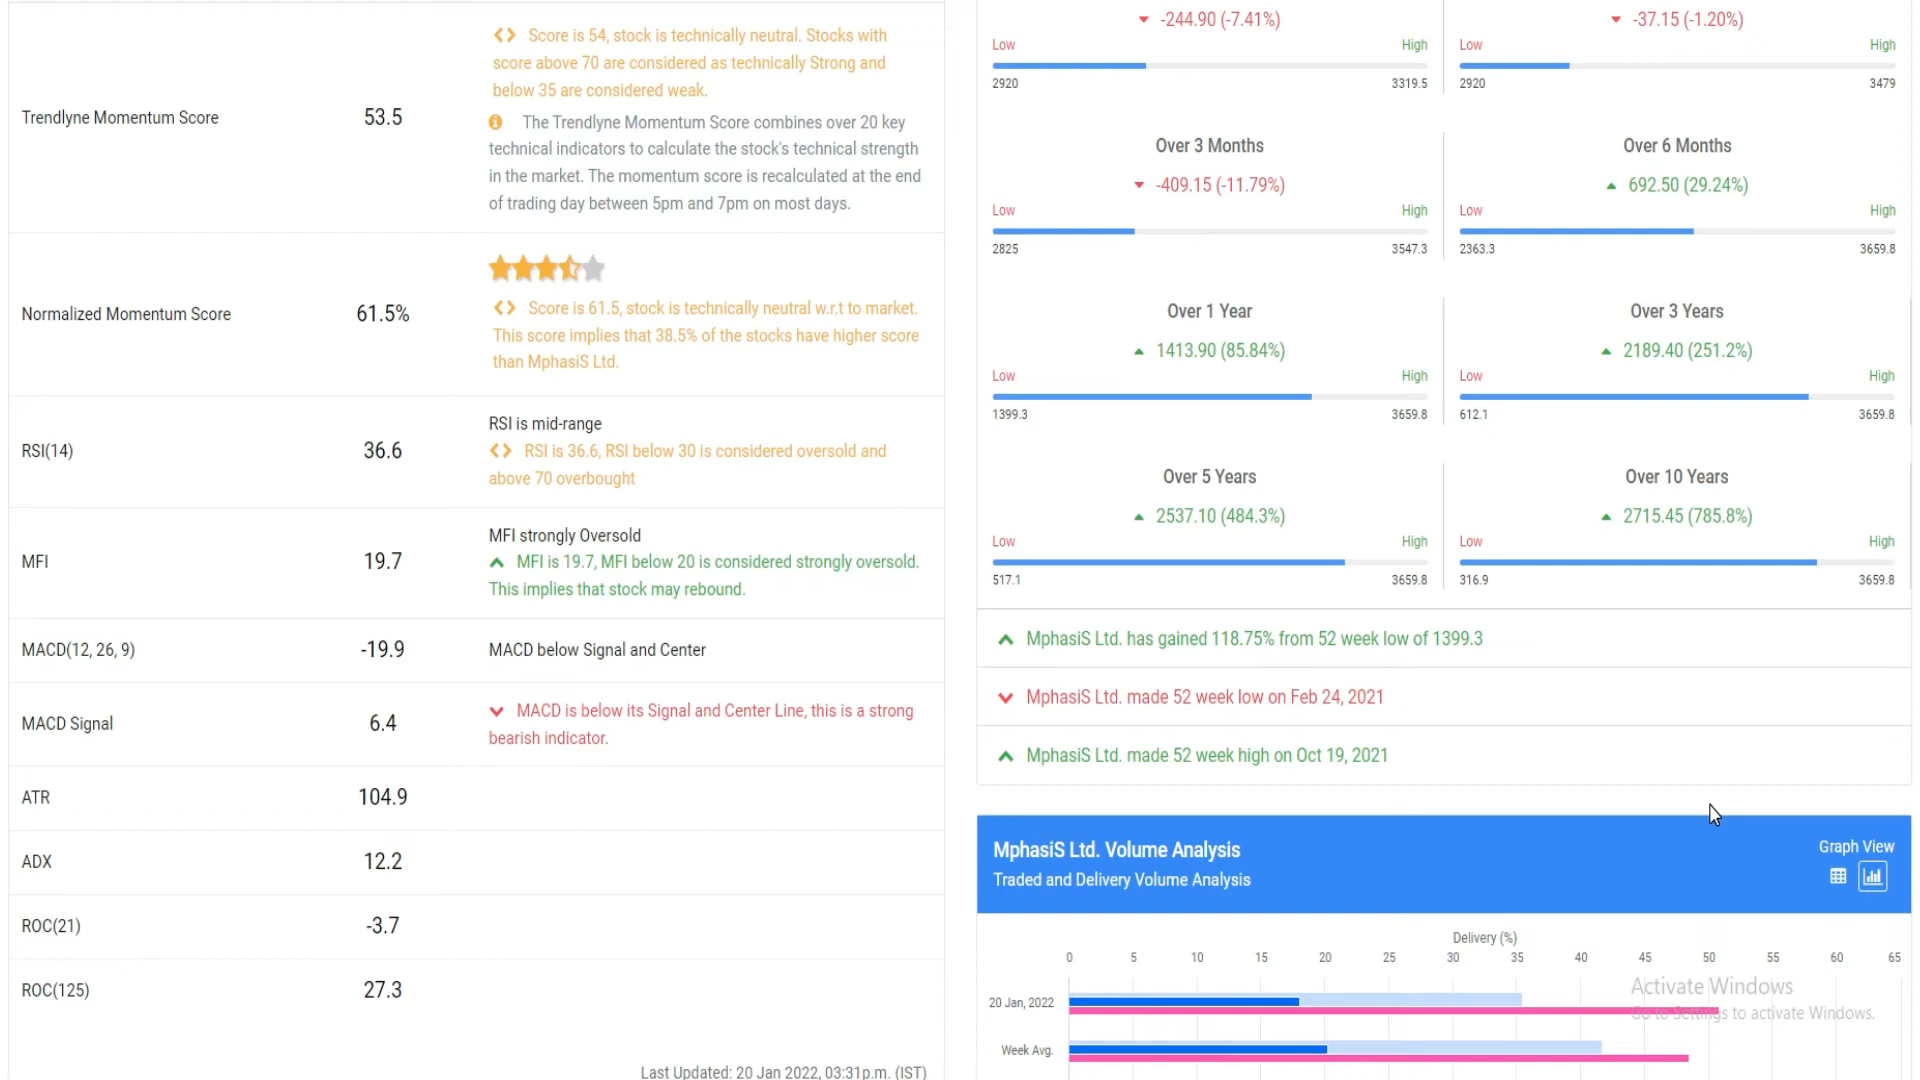 Trendlyne Momentum Score
53.5
Score is 54, stock is technically neutral. Stocks with
score above 70 are considered as technically Strong and
below 35 are considered weak.
The Trendlyne Momentum Score combines over 20 key
technical indicators to calculate the stock's technical strength
in the market. The momentum score is recalculated at the end
of trading day between 5pm and 7pm on most days.
Normalized Momentum Score
61.5%
Score is 61.5, stock is technically neutral w.r.t to market.
This score implies that 38.5% of the stocks have higher score
than MphasiS Ltd.
RSI(14)
36.6
RSI is mid-range
RSI is 36.6, RSI below 30 is considered oversold and
above 70 overbought
MFI
19.7
MFI strongly Oversold
MFI is 19.7, MFI below 20 is considered strongly oversold.
This implies that stock may rebound.
MACD(12, 26, 9)
-19.9
MACD below Signal and Center
MACD Signal
6.4
MACD is below its Signal and Center Line, this is a strong
bearish indicator.
ATR
104.9
ADX
12.2
ROC(21)
-3.7
ROC(125)
27.3
Last Updated: 20 Jan 2022, 03:31p.m. (IST)
-244.90 (-7.41%)
Low High
2920 3319.5
-37.15 (-1.20%)
Low High
2920 3479
Over 3 Months
-409.15 (-11.79%)
Low High
2825 3547.3
Over 6 Months
692.50 (29.24%)
Low High
2363.3 3659.8
Over 1 Year
1413.90 (85.84%)
Low High
1399.3 3659.8
Over 3 Years
2189.40 (251.2%)
Low High
612.1 3659.8
Over 5 Years
2537.10 (484.3%)
Low High
517.1 3659.8
Over 10 Years
2715.45 (785.8%)
Low High
316.9 3659.8
MphasiS Ltd. has gained 118.75% from 52 week low of 1399.3
MphasiS Ltd. made 52 week low on Feb 24, 2021
MphasiS Ltd. made 52 week high on Oct 19, 2021
MphasiS Ltd. Volume Analysis
Traded and Delivery Volume Analysis
Graph View
Delivery (%)
0 5 10 15 20 25 30 35 40 45 50 55 60 65
20 Jan, 2022
Week Avg.
Activate Windows
Go to Settings to activate Windows.